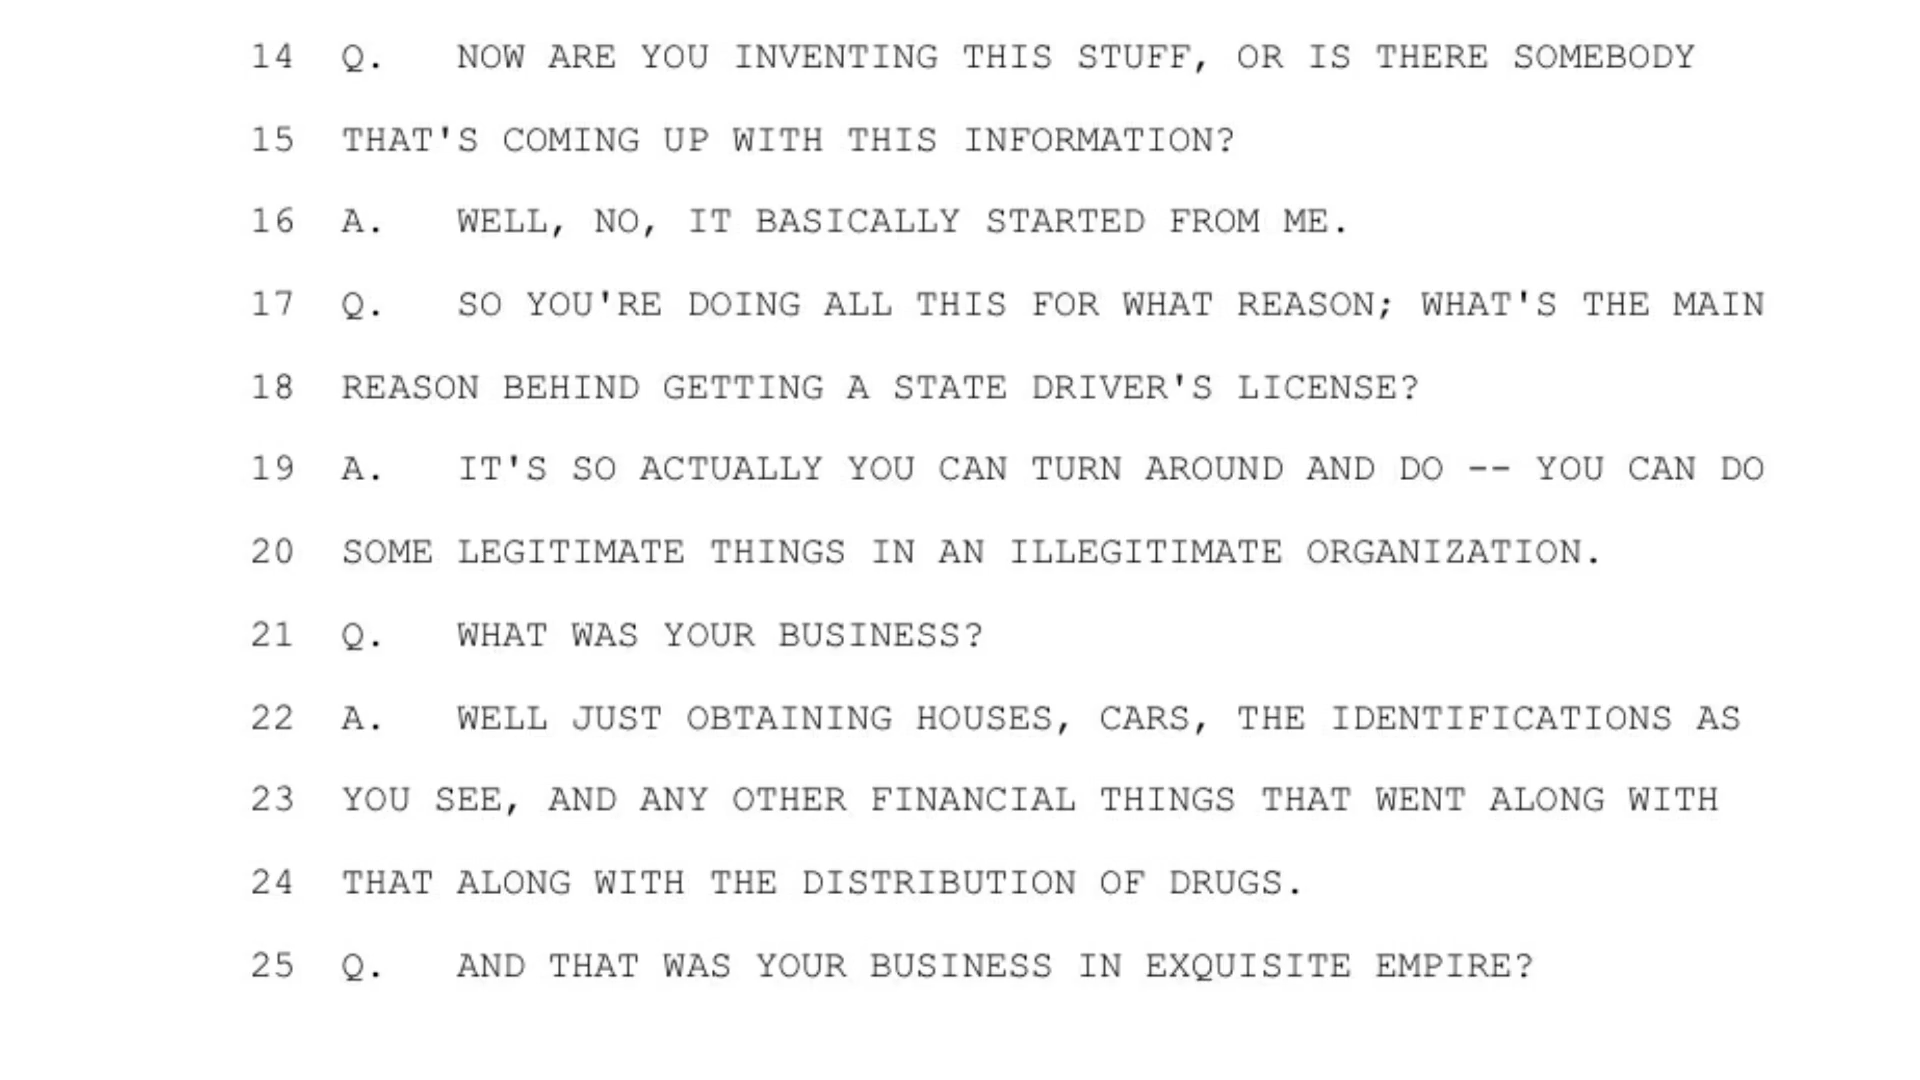 14 Q. NOW ARE YOU INVENTING THIS STUFF, OR IS THERE SOMEBODY
15 THAT'S COMING UP WITH THIS INFORMATION?
16 A. WELL, NO, IT BASICALLY STARTED FROM ME.
17 Q. SO YOU'RE DOING ALL THIS FOR WHAT REASON; WHAT'S THE MAIN
18 REASON BEHIND GETTING A STATE DRIVER'S LICENSE?
19 A. IT'S SO ACTUALLY YOU CAN TURN AROUND AND DO -- YOU CAN DO
20 SOME LEGITIMATE THINGS IN AN ILLEGITIMATE ORGANIZATION.
21 Q. WHAT WAS YOUR BUSINESS?
22 A. WELL JUST OBTAINING HOUSES, CARS, THE IDENTIFICATIONS AS
23 YOU SEE, AND ANY OTHER FINANCIAL THINGS THAT WENT ALONG WITH
24 THAT ALONG WITH THE DISTRIBUTION OF DRUGS.
25 Q. AND THAT WAS YOUR BUSINESS IN EXQUISITE EMPIRE?